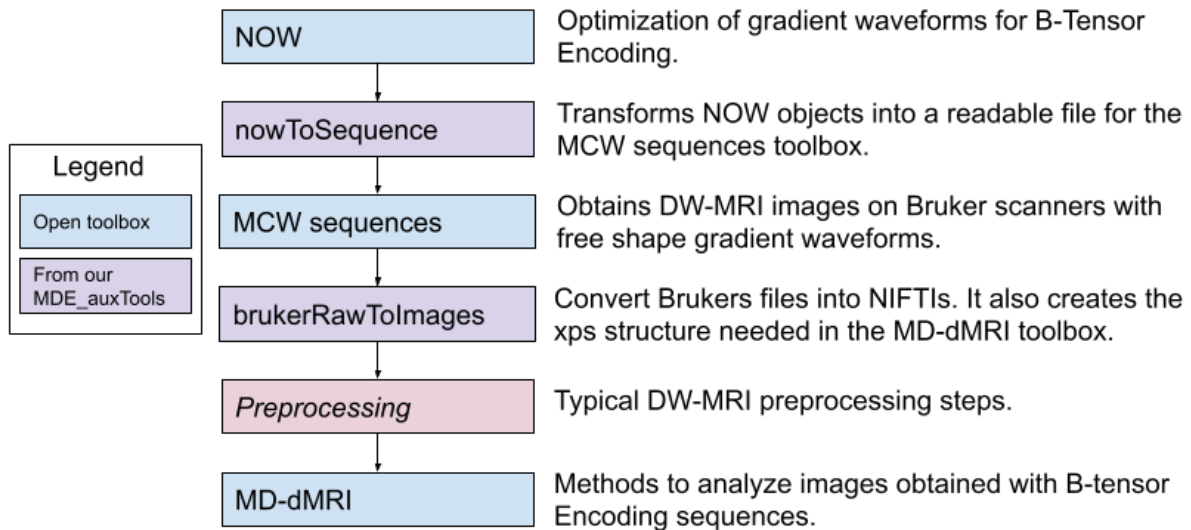 NOW
Optimization of gradient waveforms for B-Tensor
Encoding.
nowToSequence
Transforms NOW objects into a readable file for the
MCW sequences toolbox.
Legend
Open toolbox
From our
MDE_auxTools
MCW sequences
Obtains DW-MRI images on Bruker scanners with
free shape gradient waveforms.
brukerRawToImages
Convert Brukers files into NIFTIs. It also creates the
xps structure needed in the MD-dMRI toolbox.
Preprocessing
Typical DW-MRI preprocessing steps.
MD-dMRI
Methods to analyze images obtained with B-tensor
Encoding sequences.